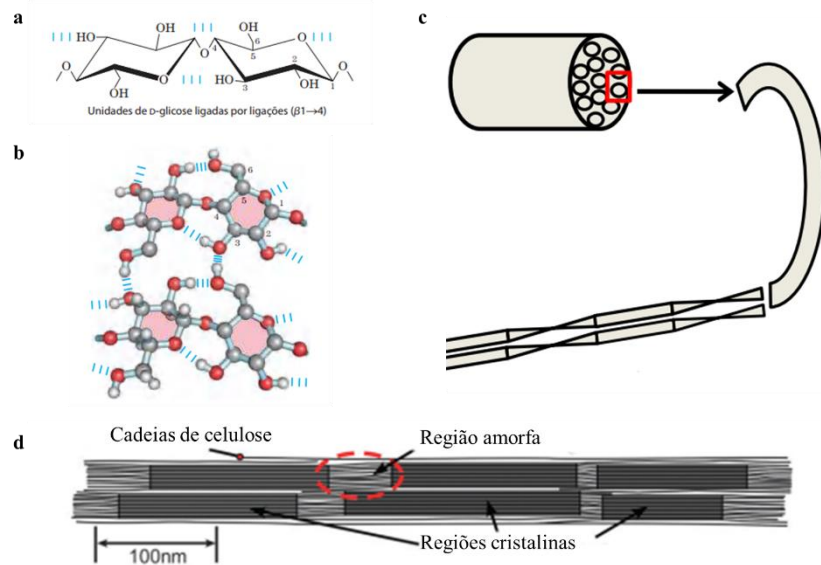 a
OH
OH
O
HO
6
4
O
5
2
O
O
O
HO
3
OH
1
OH
Unidades de D-glicose ligadas por ligações (β1→4)
b
6
5
1
4
3
2
c
d
Cadeias de celulose
Região amorfa
Regiões cristalinas
100nm